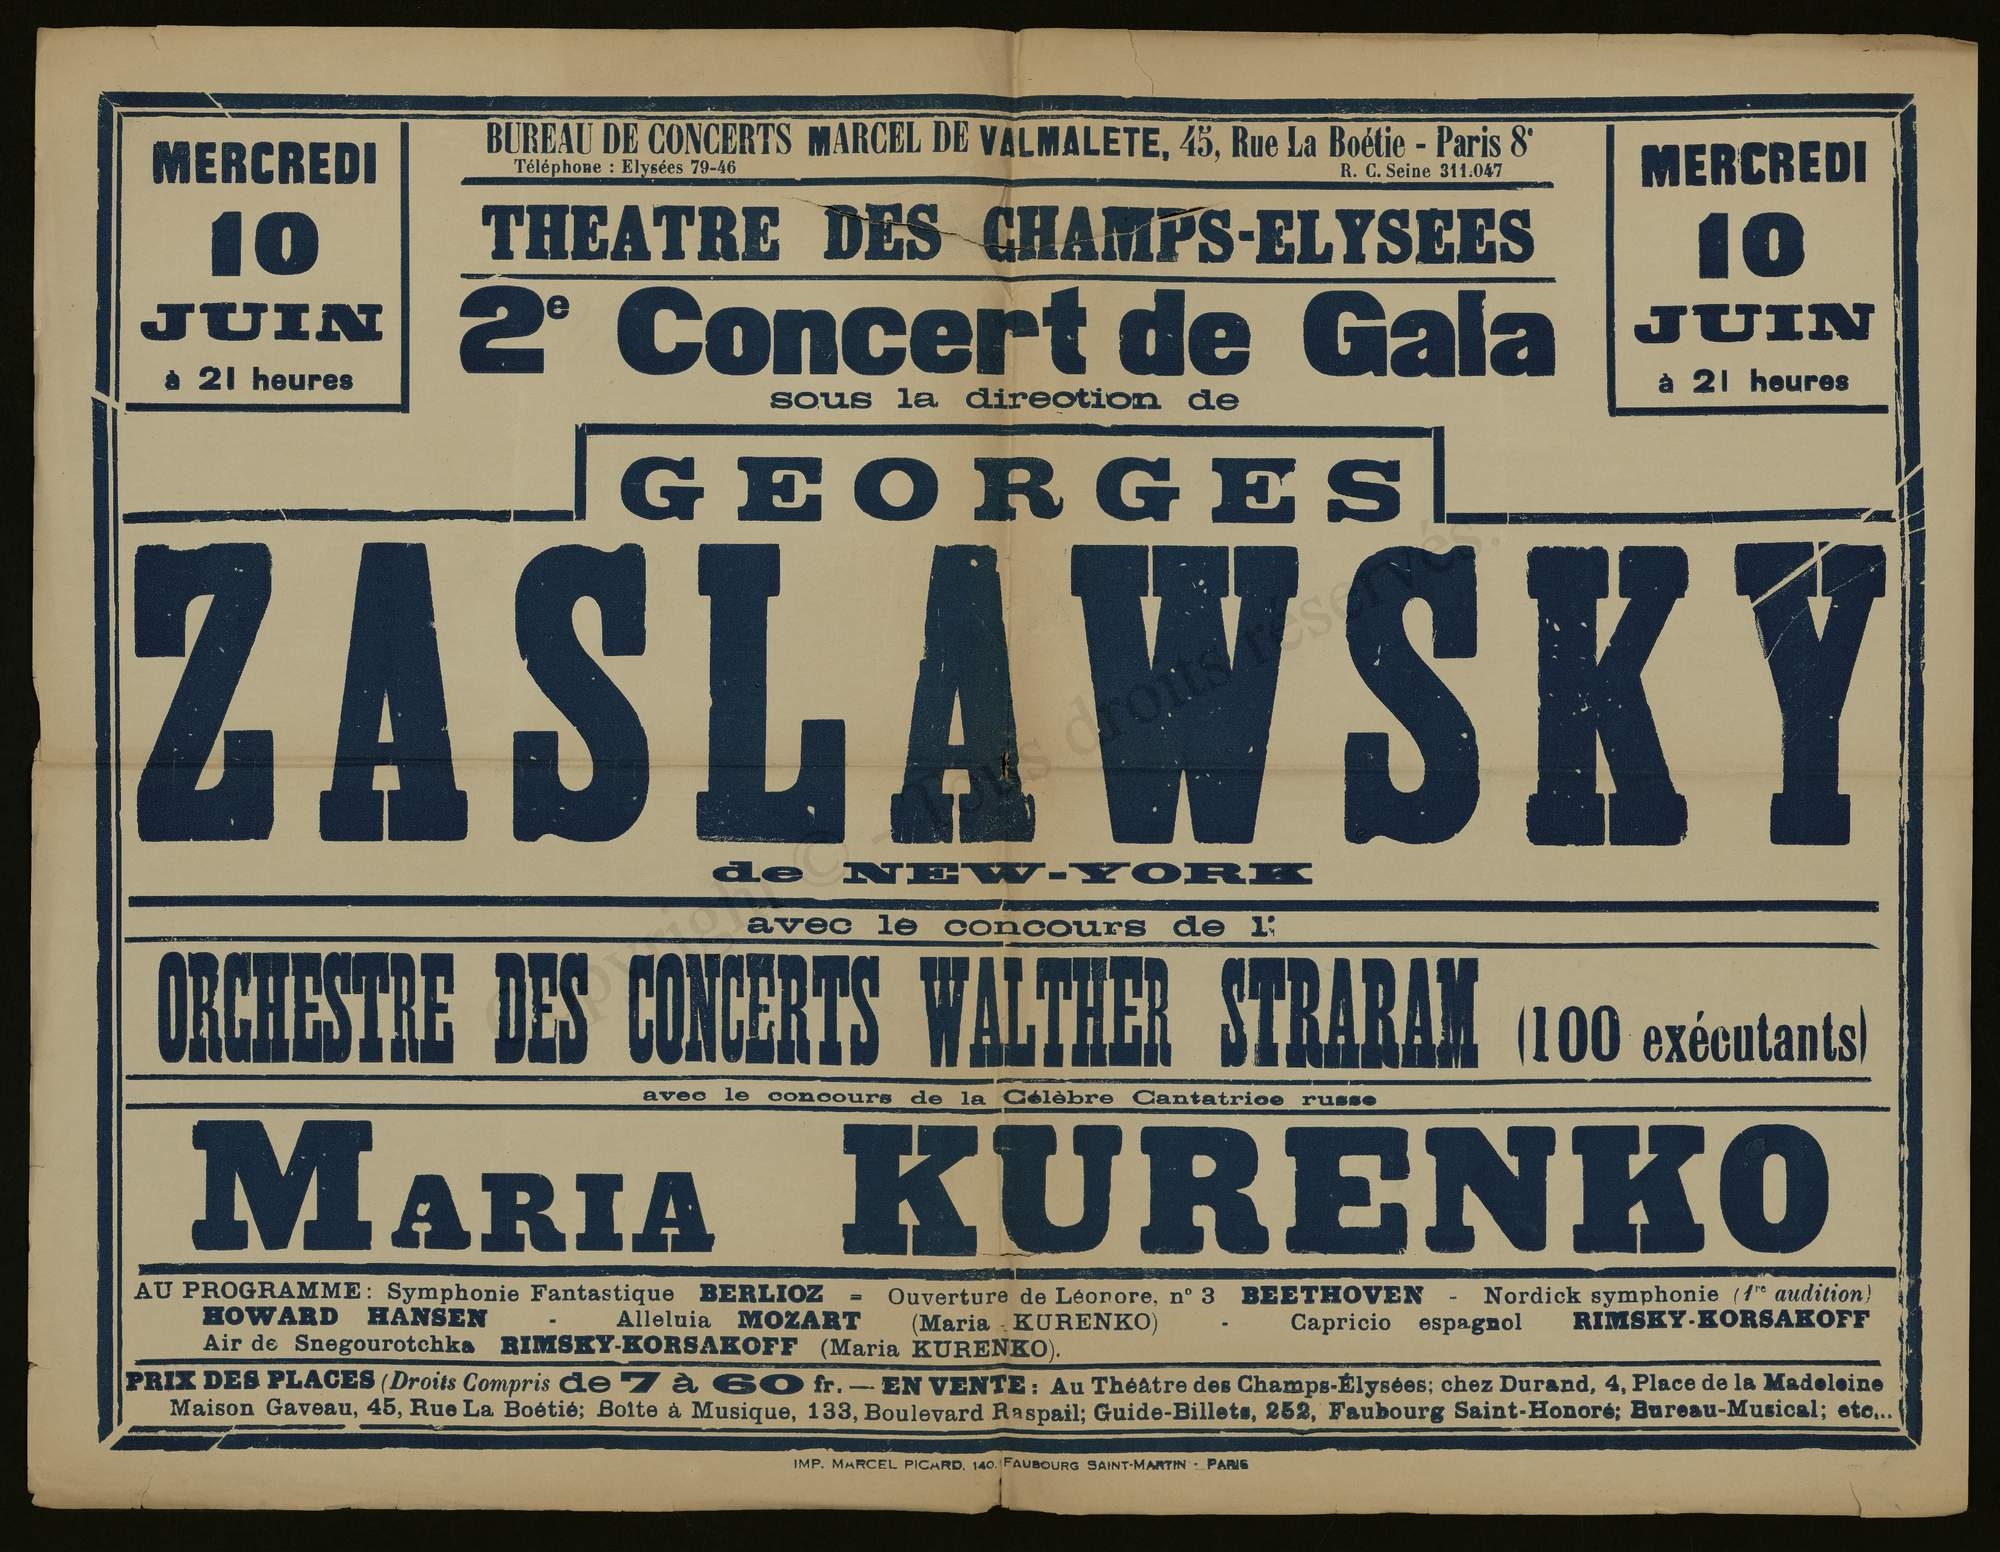 MERCREDI
10
JUIN
à 21 heures
BUREAU DE CONCERTS MARCEL DE VALMALETE, 45, Rue La Boétie - Paris 8e
Téléphone : Elysées 79-46
R. C. Seine 311.047
THEATRE DES CHAMPS-ELYSÉES
2e Concert de Gala
sous la direction de
MERCREDI
10
JUIN
à 21 heures
GEORGES
ZASLAWSKY
de NEW-YORK
avec le concours de l'
ORCHESTRE DES CONCERTS WALTHER STRARAM (100 exécutants)
avec le concours de la Célèbre Cantatrice russe
MARIA KURENKO
AU PROGRAMME : Symphonie Fantastique BERLIOZ = Ouverture de Léonore, n° 3 BEETHOVEN - Nordick symphonie (1re audition)
HOWARD HANSEN - Alleluia MOZART (Maria KURENKO) - Capricio espagnol RIMSKY-KORSAKOFF
Air de Snegourotchka RIMSKY-KORSAKOFF (Maria KURENKO).
PRIX DES PLACES (Droits Compris de 7 à 60 fr. — EN VENTE : Au Théâtre des Champs-Élysées; chez Durand, 4, Place de la Madeleine
Maison Gaveau, 45, Rue La Boétié; Boîte à Musique, 133, Boulevard Raspail; Guide-Billets, 252, Faubourg Saint-Honoré; Bureau-Musical; etc...
IMP. MARCEL PICARD, 140, FAUBOURG SAINT-MARTIN - PARIS
Copyright © - Tous droits réservés.